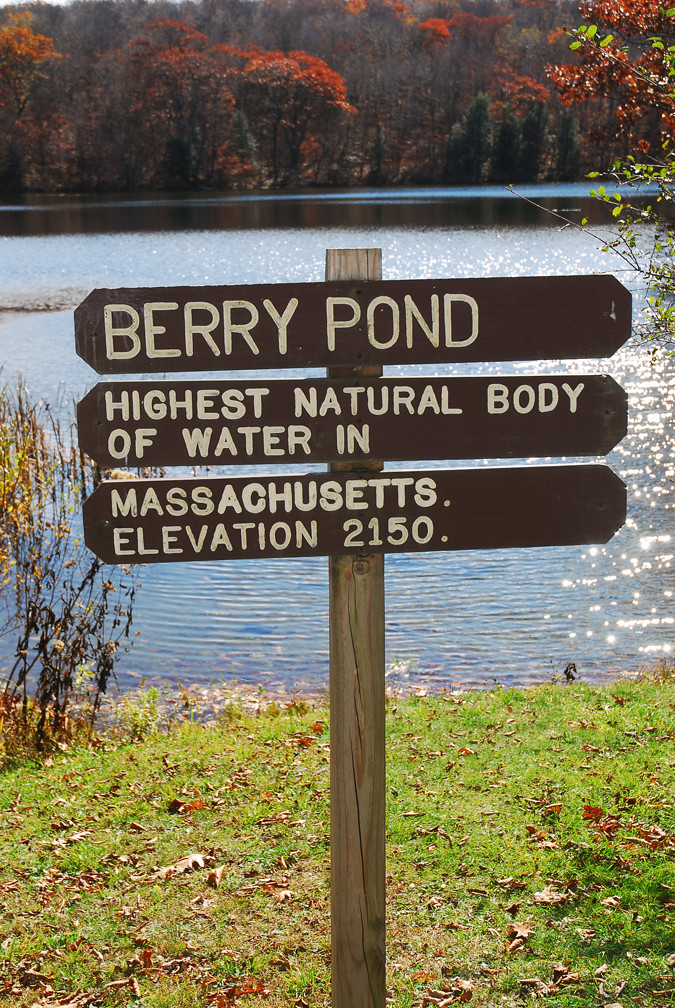 BERRY POND
HIGHEST NATURAL BODY
OF WATER IN
MASSACHUSETTS.
ELEVATION 2150.